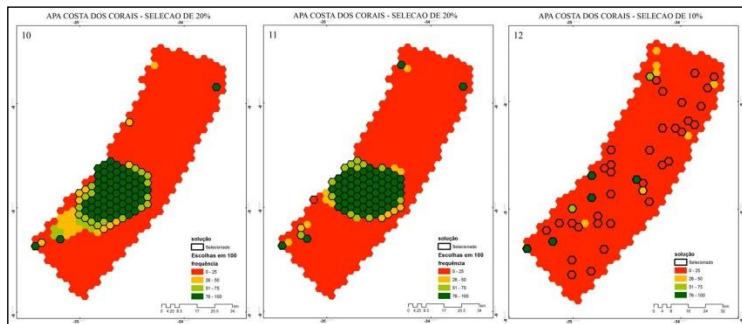 APA COSTA DOS CORAIS - SELECAO DE 20%
10
solução
Selecionado
Escolhas em 100
frequência
0 - 25
26 - 50
51 - 75
76 - 100
APA COSTA DOS CORAIS - SELECAO DE 20%
11
solução
Selecionado
Escolhas em 100
frequência
0 - 25
26 - 50
51 - 75
76 - 100
APA COSTA DOS CORAIS - SELECAO DE 10%
12
solução
Selecionado
Escolhas em 100
frequência
0 - 25
26 - 50
51 - 75
76 - 100